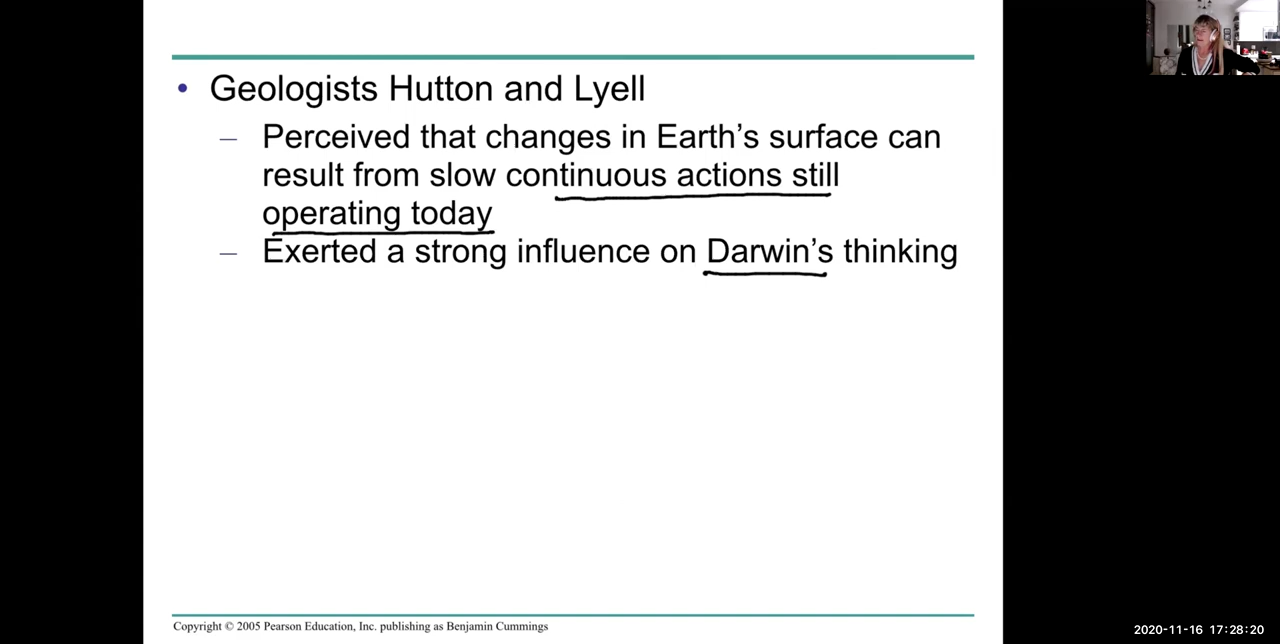 • Geologists Hutton and Lyell
– Perceived that changes in Earth’s surface can
result from slow continuous actions still
operating today
– Exerted a strong influence on Darwin’s thinking
Copyright © 2005 Pearson Education, Inc. publishing as Benjamin Cummings
2020-11-16 17:28:20